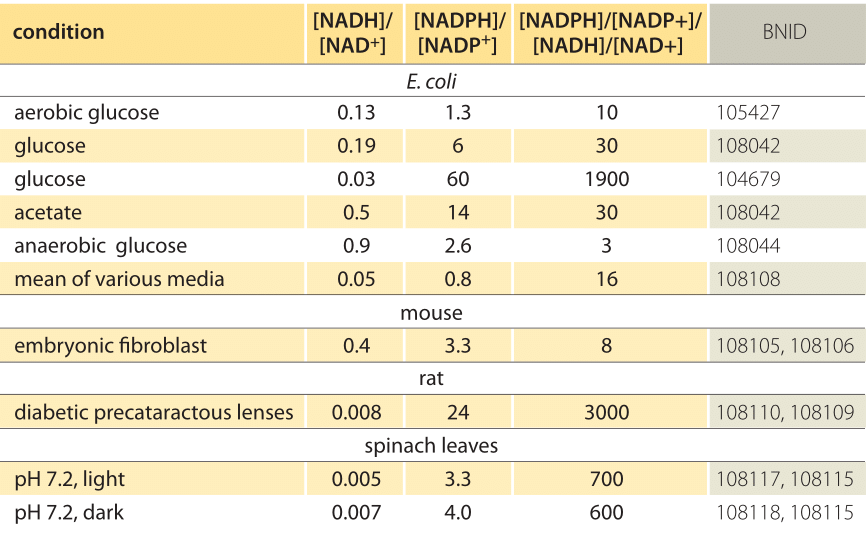 condition [NADH]/[NAD⁺] [NADPH]/[NADP⁺] [NADPH]/[NADP+]/[NADH]/[NAD+] BNID
E. coli
aerobic glucose 0.13 1.3 10 105427
glucose 0.19 6 30 108042
glucose 0.03 60 1900 104679
acetate 0.5 14 30 108042
anaerobic glucose 0.9 2.6 3 108044
mean of various media 0.05 0.8 16 108108
mouse
embryonic fibroblast 0.4 3.3 8 108105, 108106
rat
diabetic precataractous lenses 0.008 24 3000 108110, 108109
spinach leaves
pH 7.2, light 0.005 3.3 700 108117, 108115
pH 7.2, dark 0.007 4.0 600 108118, 108115